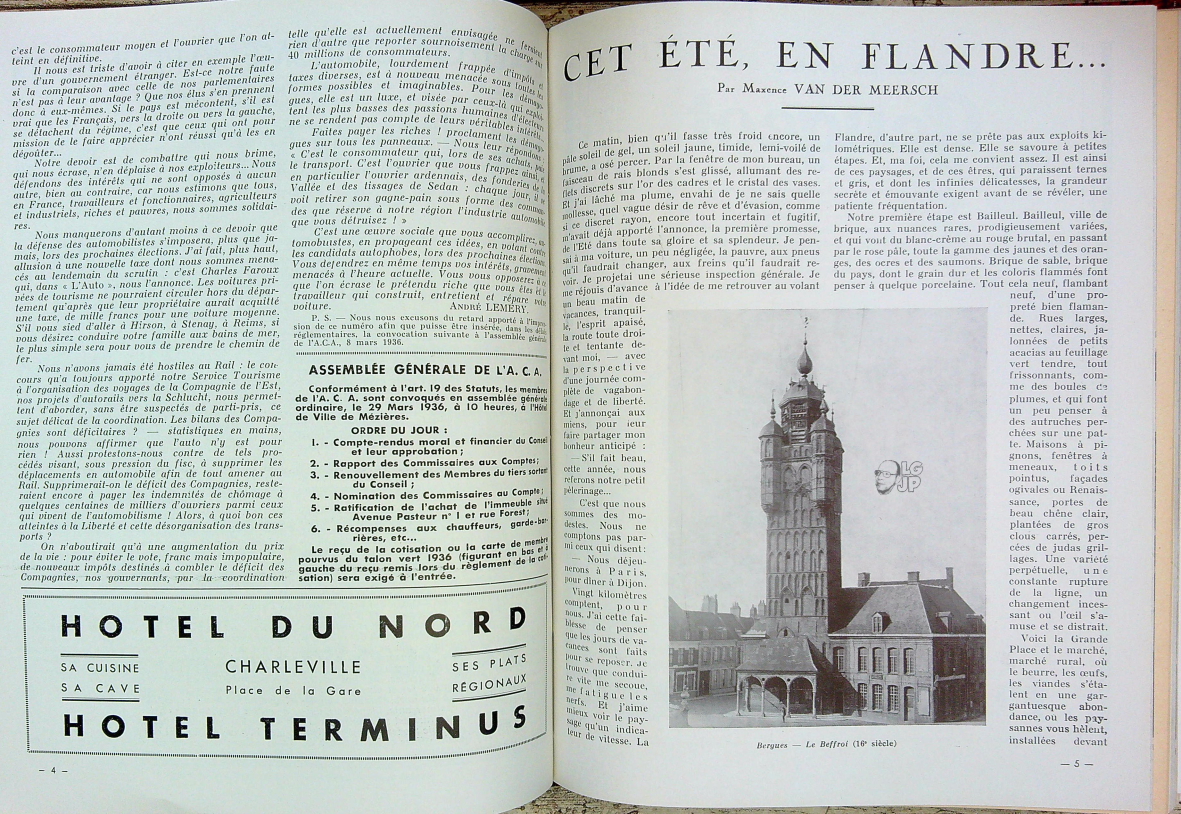 c'est le consommateur moyen et l'ouvrier que l'on al-
teint en définitive.
Il nous est triste d'avoir à citer en exemple l'œu-
vre d'un gouvernement étranger. Est-ce notre faute
si la comparaison avec celle de nos parlementaires
n'est pas à leur avantage ? Que nos élus s'en prennent
donc à eux-mêmes. Si le pays est mécontent, s'il est
vrai que les Français, vers la droite ou vers la gauche,
se détachent du régime, c'est que ceux qui ont pour
mission de le faire apprécier n'ont réussi qu'à les en
dégoûter...
Notre devoir est de combattre qui nous brime,
qui nous écrase, n'en déplaise à nos exploiteurs... Nous
défendons des intérêts qui ne sont opposés à aucun
autre, bien au contraire, car nous estimons que tous,
en France, travailleurs et fonctionnaires, agriculteurs
et industriels, riches et pauvres, nous sommes solidai-
res.
Nous manquerons d'autant moins à ce devoir que
la défense des automobilistes s'imposera, plus que ja-
mais, lors des prochaines élections. J'ai fait, plus haut,
allusion à une nouvelle taxe dont nous sommes mena-
cés au lendemain du scrutin : c'est Charles Faroux
qui, dans « L'Auto », nous l'annonce. Les voitures pri-
vées de tourisme ne pourraient circuler hors du dépar-
tement qu'après que leur propriétaire aurait acquitté
une taxe, de mille francs pour une voiture moyenne.
S'il vous sied d'aller à Hirson, à Stenay, à Reims, si
vous désirez conduire votre famille aux bains de mer,
le plus simple sera pour vous de prendre le chemin de
fer.
Nous n'avons jamais été hostiles au Rail : le con-
cours qu'a toujours apporté notre Service Tourisme
à l'organisation des voyages de la Compagnie de l'Est,
nos projets d'autorails vers la Schlucht, nous permet-
tent d'aborder, sans être suspectés de parti-pris, ce
sujet délicat de la coordination. Les bilans des Compa-
gnies sont déficitaires ? — statistiques en mains,
nous pouvons affirmer que l'auto n'y est pour
rien ! Aussi protestons-nous contre de tels pro-
cédés visant, sous pression du fisc, à supprimer les
déplacements en automobile afin de tout amener au
Rail. Supprimerait-on le déficit des Compagnies, reste-
raient encore à payer les indemnités de chômage à
quelques centaines de milliers d'ouvriers parmi ceux
qui vivent de l'automobilisme ! Alors, à quoi bon ces
atteintes à la Liberté et cette désorganisation des trans-
ports ?
On n'aboutirait qu'à une augmentation du prix
de la vie : pour éviter le vote, franc mais impopulaire,
de nouveaux impôts destinés à combler le déficit des
Compagnies, nos gouvernants, par la coordination
telle qu'elle est actuellement envisagée ne feraient
rien d'autre que reporter sournoisement la charge sur
40 millions de consommateurs.
L'automobile, lourdement frappée d'impôts et
taxes diverses, est à nouveau menacée sous toutes les
formes possibles et imaginables. Pour les démago-
gues, elle est un luxe, et visée par ceux-là qui exploi-
tent les plus basses des passions humaines. D'électeurs
ne se rendent pas compte de leurs véritables intérêts.
Faites payer les riches ! proclament les démago-
gues sur tous les panneaux. — Nous leur répondons :
« C'est le consommateur qui, lors de ses achats, paie
le transport. C'est l'ouvrier que nous frappez ainsi et
en particulier l'ouvrier ardennais, des fonderies de
Vallée et des tissages de Sedan : chaque jour, il se
voit retirer son gagne-pain sous forme des comman-
des que réserve à notre région l'industrie automobile
que vous détruisez ! »
C'est une œuvre sociale que vous accomplirez, au-
tomobilistes, en propageant ces idées, en votant contre
les candidats autophobes, lors des prochaines élections.
Vous défendrez en même temps vos intérêts, gravement
menacés à l'heure actuelle. Vous vous opposerez à
que l'on écrase le prétendu riche que vous êtes et le
travailleur qui construit, entretient et répare votre
voiture.
André LEMÉRY.
P. S. — Nous nous excusons du retard apporté à l'impres-
sion de ce numéro afin que puisse être insérée, dans les délais
réglementaires, la convocation suivante à l'assemblée générale
de l'A.C.A., 8 mars 1936.
ASSEMBLÉE GÉNÉRALE DE L'A. C. A.
Conformément à l'art. 19 des Statuts, les membres
de l'A. C. A. sont convoqués en assemblée générale
ordinaire, le 29 Mars 1936, à 10 heures, à l'Hôtel
de Ville de Mézières.
ORDRE DU JOUR :
1. - Compte-rendus moral et financier du Conseil
et leur approbation ;
2. - Rapport des Commissaires aux Comptes ;
3. - Renouvellement des Membres du tiers sortant
du Conseil ;
4. - Nomination des Commissaires au Compte ;
5. - Ratification de l'achat de l'immeuble situé
Avenue Pasteur n° 1 et rue Forest ;
6. - Récompenses aux chauffeurs, garde-bar-
rières, etc...
Le reçu de la cotisation ou la carte de membre
pourvus du talon vert 1936 (figurant en bas et à
gauche du reçu remis lors du règlement de la coti-
sation) sera exigé à l'entrée.
HOTEL DU NORD
SA CUISINE
SA CAVE
CHARLEVILLE
Place de la Gare
SES PLATS
RÉGIONAUX
HOTEL TERMINUS
— 4 —
CET ÉTÉ, EN FLANDRE...
Par Maxence VAN DER MEERSCH
Ce matin, bien qu'il fasse très froid encore, un
pâle soleil de gel, un soleil jaune, timide, lemi-voilé de
brume, a osé percer. Par la fenêtre de mon bureau, un
faisceau de rais blonds s'est glissé, allumant des re-
flets discrets sur l'or des cadres et le cristal des vases.
Et j'ai lâché ma plume, envahi de je ne sais quelle
mollesse, quel vague désir de rêve et d'évasion, comme
si ce discret rayon, encore tout incertain et fugitif,
m'avait déjà apporté l'annonce, la première promesse,
de l'Eté dans toute sa gloire et sa splendeur. Je pen-
sai à ma voiture, un peu négligée, la pauvre, aux pneus
qu'il faudrait changer, aux freins qu'il faudrait re-
voir. Je projetai une sérieuse inspection générale. Je
me réjouis d'avance à l'idée de me retrouver au volant
un beau matin de
vacances, tranquil-
lé, l'esprit apaisé,
la route toute droi-
te et tentante de-
vant moi, — avec
la perspective
d'une journée com-
plète de vagabon-
dage et de liberté.
Et j'annonçai aux
miens, pour leur
faire partager mon
bonheur anticipé :
— S'il fait beau,
cette année, nous
referons notre petit
pèlerinage...
C'est que nous
sommes des mo-
destes. Nous ne
comptons pas par-
mi ceux qui disent :
— Nous déjeu-
nerons à Paris,
pour dîner à Dijon.
Vingt kilomètres
comptent, pour
nous. J'ai cette fai-
blesse de penser
que les jours de va-
cances sont faits
pour se reposer. Je
trouve que condui-
re vite me secoue,
me fatigue les
nerfs. Et j'aime
mieux voir le pay-
sage qu'un indica-
teur de vitesse. La
Flandre, d'autre part, ne se prête pas aux exploits ki-
lométriques. Elle est dense. Elle se savoure à petites
étapes. Et, ma foi, cela me convient assez. Il est ainsi
de ces paysages, et de ces êtres, qui paraissent ternes
et gris, et dont les infinies délicatesses, la grandeur
secrète et émouvante exigent avant de se révéler, une
patiente fréquentation.
Notre première étape est Bailleul. Bailleul, ville de
brique, aux nuances rares, prodigieusement variées,
et qui vont du blanc-crème au rouge brutal, en passant
par le rose pâle, toute la gamme des jaunes et des oran-
ges, des ocres et des saumons. Brique de sable, brique
du pays, dont le grain dur et les coloris flammés font
penser à quelque porcelaine. Tout cela neuf, flambant
neuf, d'une pro-
preté bien flaman-
de. Rues larges,
nettes, claires, ja-
lonnées de petits
acacias au feuillage
vert tendre, tout
frissonnants, com-
me des boules de
plumes, et qui font
un peu penser à
des autruches per-
chées sur une pat-
te. Maisons à pi-
gnons, fenêtres à
meneaux, toits
pointus, façades
ogivales ou Renais-
sance, portes de
beau chêne clair,
plantées de gros
clous carrés, per-
cées de judas gril-
lagés. Une variété
perpétuelle, une
constante rupture
de la ligne, un
changement inces-
sant ou l'œil s'a-
muse et se distrait.
Voici la Grande
Place et le marché,
marché rural, où
le beurre, les œufs,
les viandes s'éta-
lent en une gar-
gantuesque abon-
dance, ou les pay-
sannes vous hèlent,
installées devant
LG
JP
Bergues — Le Beffroi (16e siècle)
— 5 —